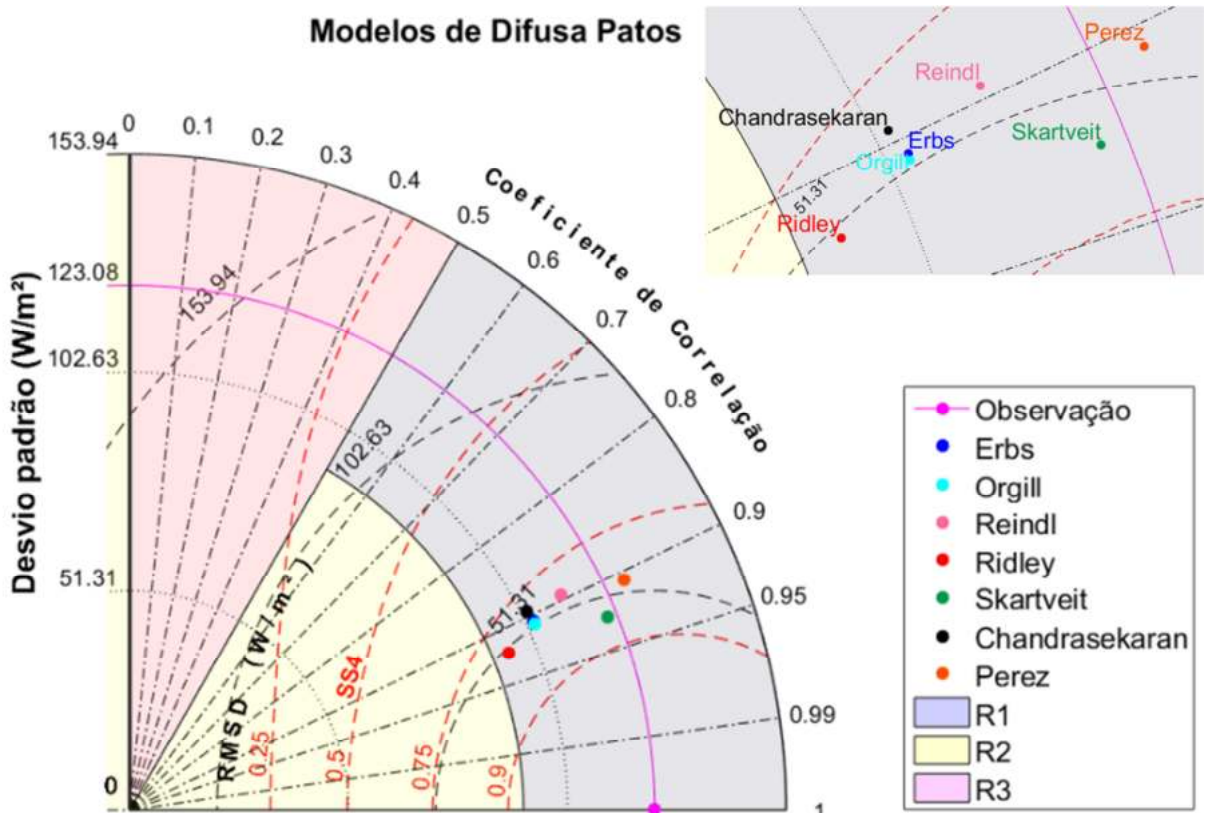 Modelos de Difusa Patos
Perez
Reindl
Chandrasekaran
Erbs
Skartveit
Orgill
51.31
Ridley
Desvio padrão (W/m²)
153.94
123.08
102.63
51.31
0
0
0.1
0.2
0.3
0.4
0.5
0.6
0.7
0.8
0.9
0.95
0.99
1
Coeficiente de Correlação
153.94
102.63
51.31
RMSD (W/m²)
SS4
0.25
0.5
0.75
0.9
Observação
Erbs
Orgill
Reindl
Ridley
Skartveit
Chandrasekaran
Perez
R1
R2
R3